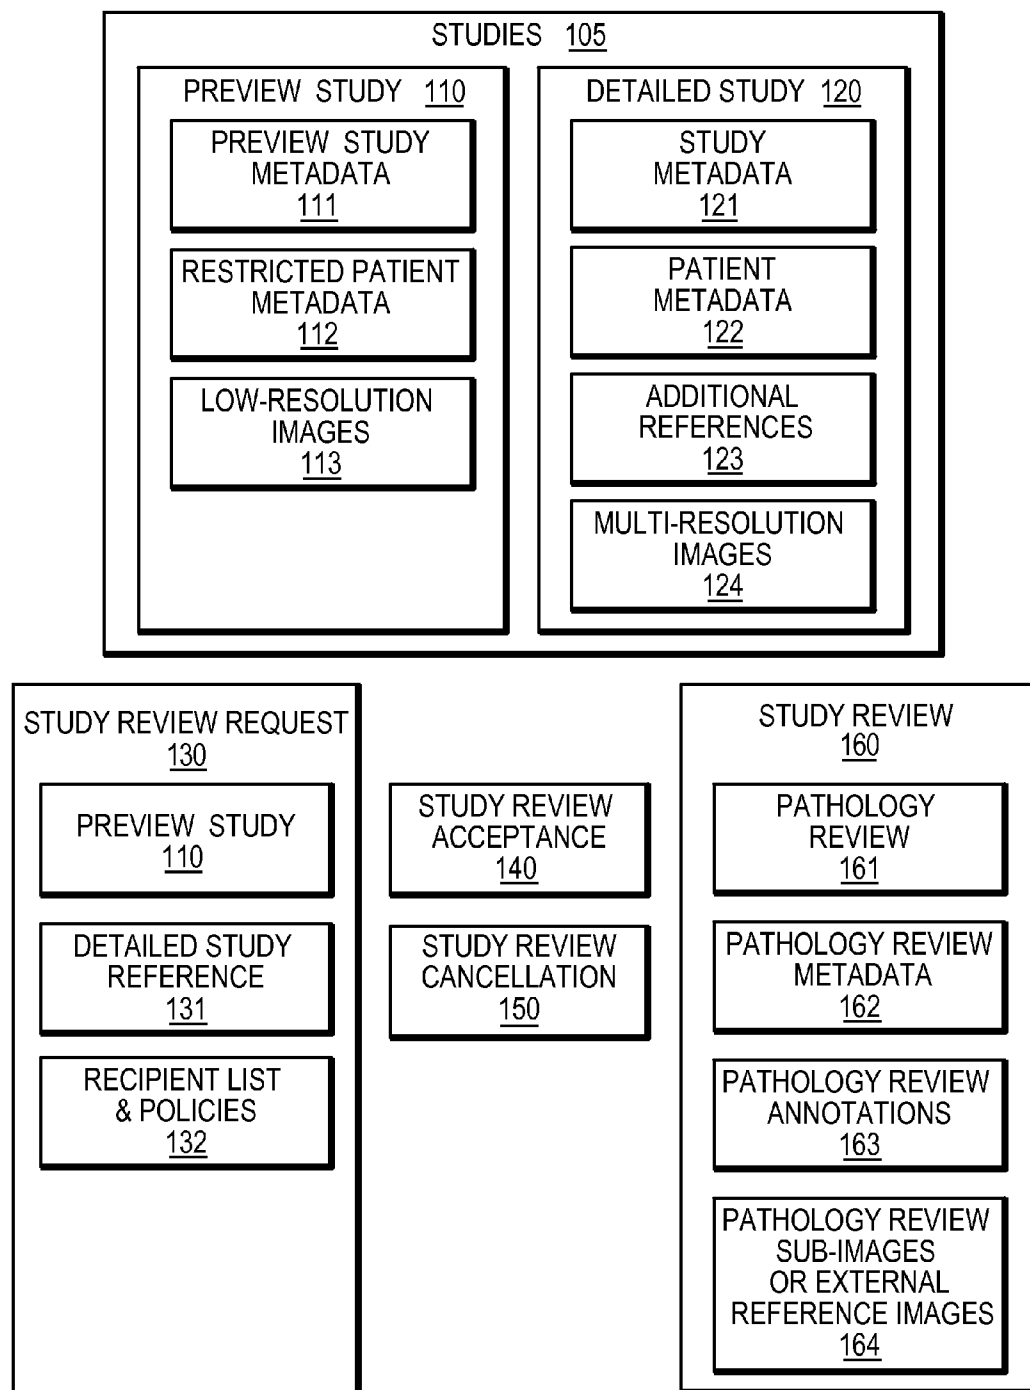 STUDIES 105
PREVIEW STUDY 110
PREVIEW STUDY
METADATA
111
RESTRICTED PATIENT
METADATA
112
LOW-RESOLUTION
IMAGES
113
DETAILED STUDY 120
STUDY
METADATA
121
PATIENT
METADATA
122
ADDITIONAL
REFERENCES
123
MULTI-RESOLUTION
IMAGES
124
STUDY REVIEW REQUEST
130
PREVIEW STUDY
110
DETAILED STUDY
REFERENCE
131
RECIPIENT LIST
& POLICIES
132
STUDY REVIEW
ACCEPTANCE
140
STUDY REVIEW
CANCELLATION
150
STUDY REVIEW
160
PATHOLOGY
REVIEW
161
PATHOLOGY REVIEW
METADATA
162
PATHOLOGY REVIEW
ANNOTATIONS
163
PATHOLOGY REVIEW
SUB-IMAGES
OR EXTERNAL
REFERENCE IMAGES
164